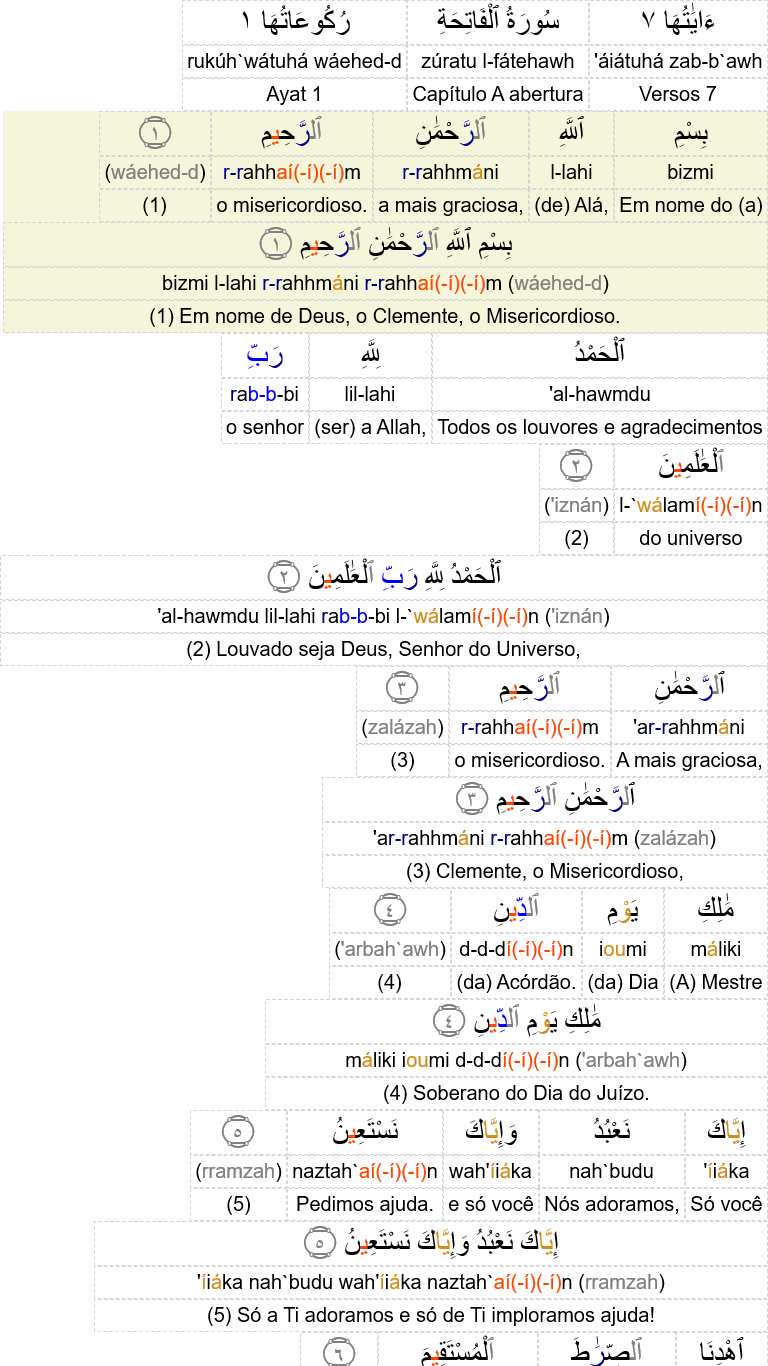 ءَايَٰتُهَا ٧ سُورَةُ ٱلْفَاتِحَةِ رُكُوعَاتُهَا ١
'áiátuhá zab-b`awh zúratu l-fátehawh rukúh`wátuhá wáehed-d
Versos 7 Capítulo A abertura Ayat 1
بِسْمِ ٱللَّهِ ٱلرَّحْمَٰنِ ٱلرَّحِيمِ ١
bizmi l-lahi r-rahhmáni r-rahhaí(-í)(-í)m (wáehed-d)
Em nome do (a) (de) Alá, a mais graciosa, o misericordioso. (1)
بِسْمِ ٱللَّهِ ٱلرَّحْمَٰنِ ٱلرَّحِيمِ ١
bizmi l-lahi r-rahhmáni r-rahhaí(-í)(-í)m (wáehed-d)
(1) Em nome de Deus, o Clemente, o Misericordioso.
ٱلْحَمْدُ لِلَّهِ رَبِّ
'al-hawmdu lil-lahi rab-b-bi
Todos os louvores e agradecimentos (ser) a Allah, o senhor
ٱلْعَٰلَمِينَ ٢
l-`wálamí(-í)(-í)n ('iznán)
do universo (2)
ٱلْحَمْدُ لِلَّهِ رَبِّ ٱلْعَٰلَمِينَ ٢
'al-hawmdu lil-lahi rab-b-bi l-`wálamí(-í)(-í)n ('iznán)
(2) Louvado seja Deus, Senhor do Universo,
ٱلرَّحْمَٰنِ ٱلرَّحِيمِ ٣
'ar-rahhmáni r-rahhaí(-í)(-í)m (zalázah)
A mais graciosa, o misericordioso. (3)
ٱلرَّحْمَٰنِ ٱلرَّحِيمِ ٣
'ar-rahhmáni r-rahhaí(-í)(-í)m (zalázah)
(3) Clemente, o Misericordioso,
مَٰلِكِ يَوْمِ ٱلدِّينِ ٤
máliki ioumi d-d-dí(-í)(-í)n ('arbah`awh)
(A) Mestre (da) Dia (da) Acórdão. (4)
مَٰلِكِ يَوْمِ ٱلدِّينِ ٤
máliki ioumi d-d-dí(-í)(-í)n ('arbah`awh)
(4) Soberano do Dia do Juízo.
إِيَّاكَ نَعْبُدُ وَإِيَّاكَ نَسْتَعِينُ ٥
'íiáka nah`budu wah'íiáka naztah`aí(-í)(-í)n (rramzah)
Só você Nós adoramos, e só você Pedimos ajuda. (5)
إِيَّاكَ نَعْبُدُ وَإِيَّاكَ نَسْتَعِينُ ٥
'íiáka nah`budu wah'íiáka naztah`aí(-í)(-í)n (rramzah)
(5) Só a Ti adoramos e só de Ti imploramos ajuda!
ٱهْدِنَا ٱلصِّرَٰطَ ٱلْمُسْتَقِيمَ ٦